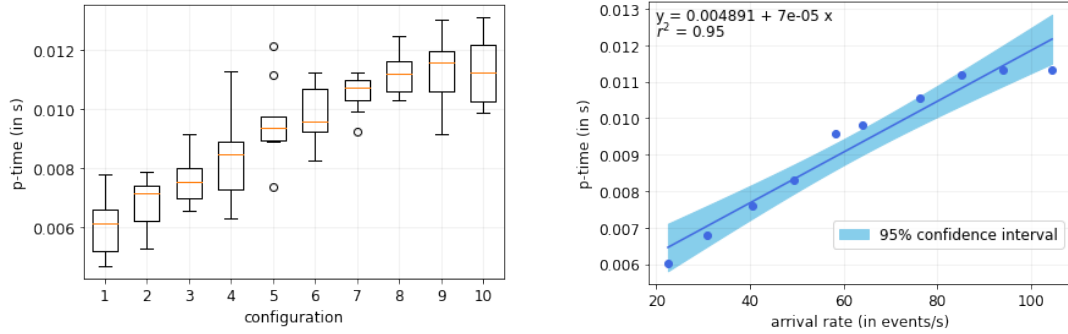 p-time (in s)
0.012
0.010
0.008
0.006
1 2 3 4 5 6 7 8 9 10
configuration
p-time (in s)
0.013
0.012
0.011
0.010
0.009
0.008
0.007
0.006
y = 0.004891 + 7e-05 x
r² = 0.95
95% confidence interval
20 40 60 80 100
arrival rate (in events/s)